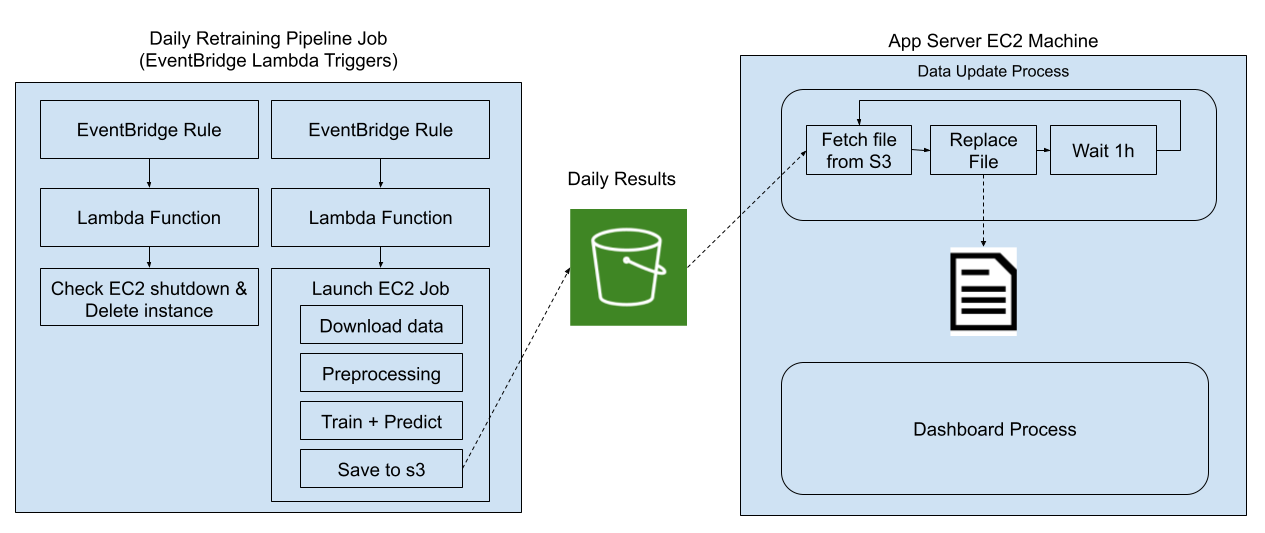 Daily Retraining Pipeline Job
(EventBridge Lambda Triggers)
EventBridge Rule
Lambda Function
Check EC2 shutdown &
Delete instance
EventBridge Rule
Lambda Function
Launch EC2 Job
Download data
Preprocessing
Train + Predict
Save to s3
Daily Results
App Server EC2 Machine
Data Update Process
Fetch file
from S3
Replace
File
Wait 1h
Dashboard Process